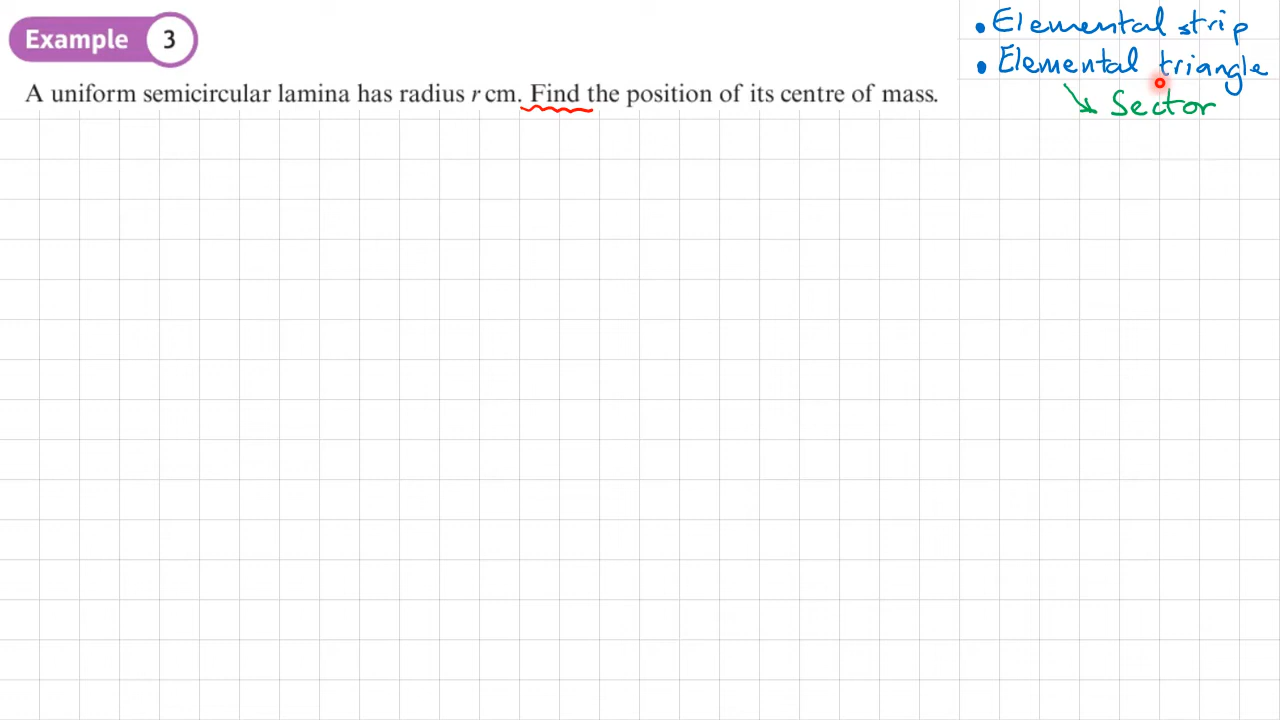 Example 3
• Elemental strip
• Elemental triangle
A uniform semicircular lamina has radius r cm. Find the position of its centre of mass.
Sector